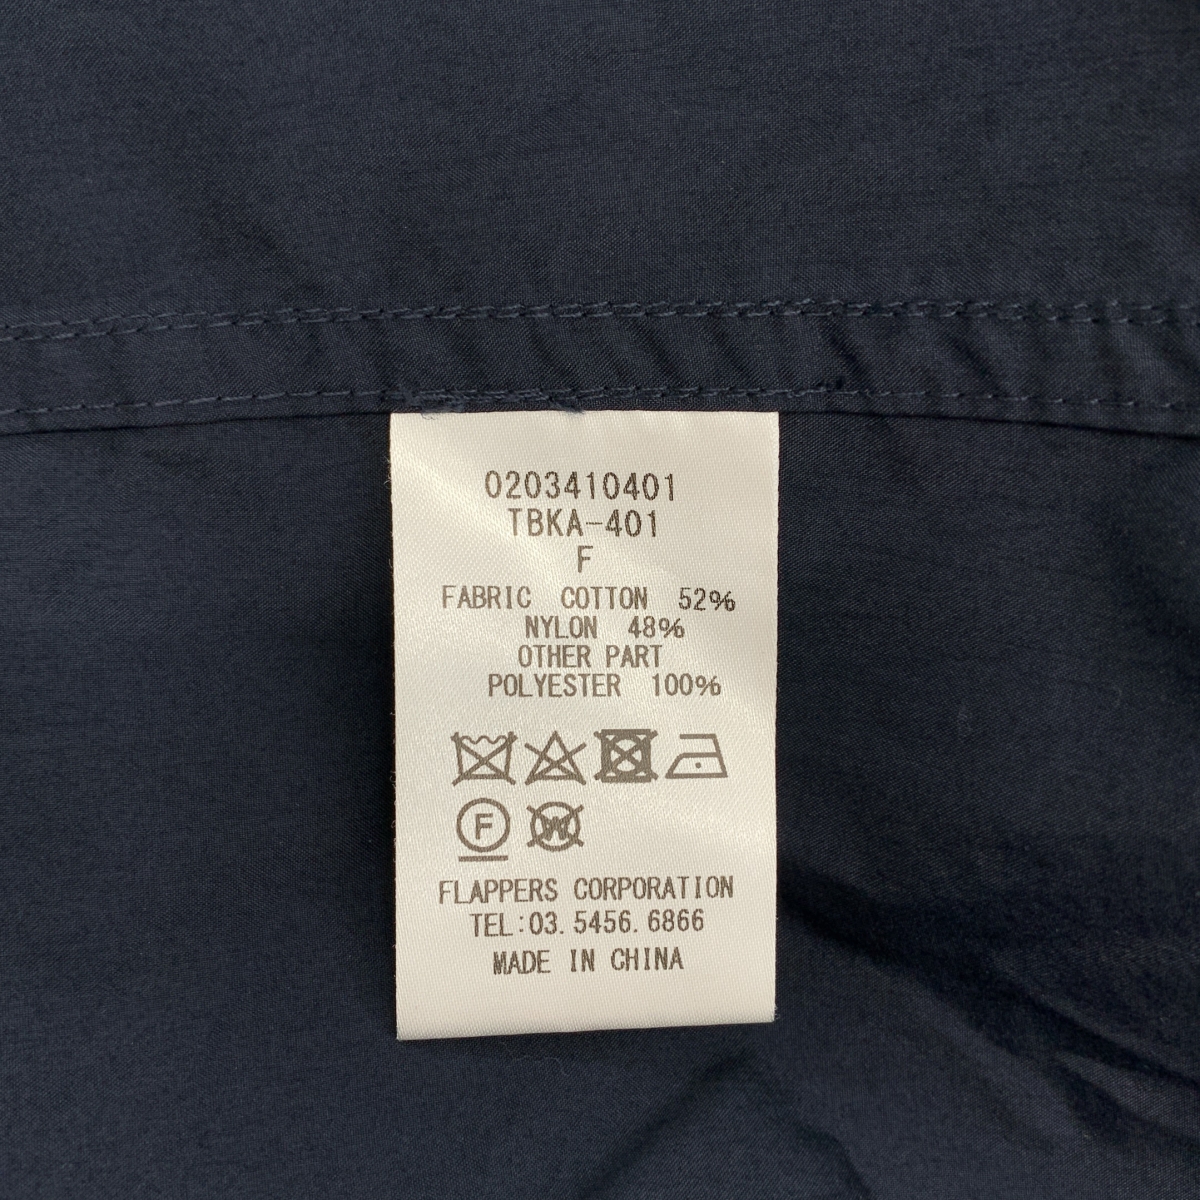 0203410401
TBKA-401
F
FABRIC COTTON 52%
NYLON 48%
OTHER PART
POLYESTER 100%
F W
FLAPPERS CORPORATION
TEL:03.5456.6866
MADE IN CHINA